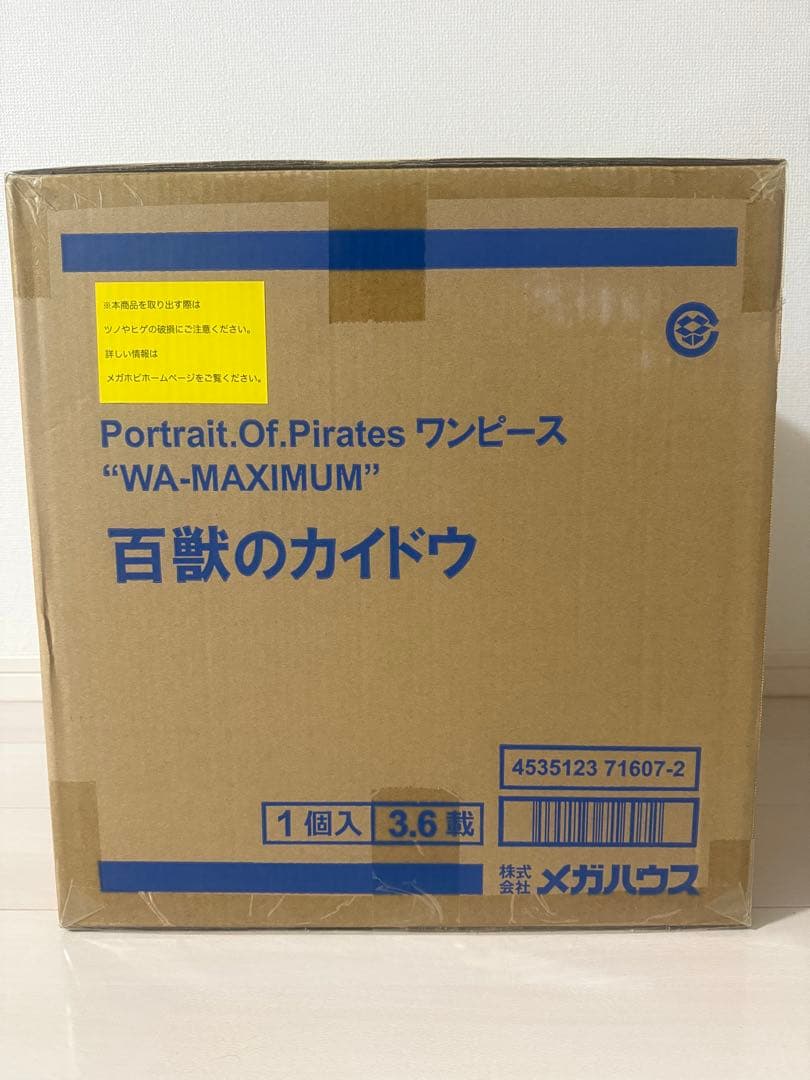 ※本商品を取り出す際は
ツノやヒゲの破損にご注意ください。
詳しい情報は
メガホビホームページをご覧ください。
Portrait.Of.Pirates ワンピース
“WA-MAXIMUM”
百獣のカイドウ
4535123 71607-2
1個入 3.6載
株式会社 メガハウス